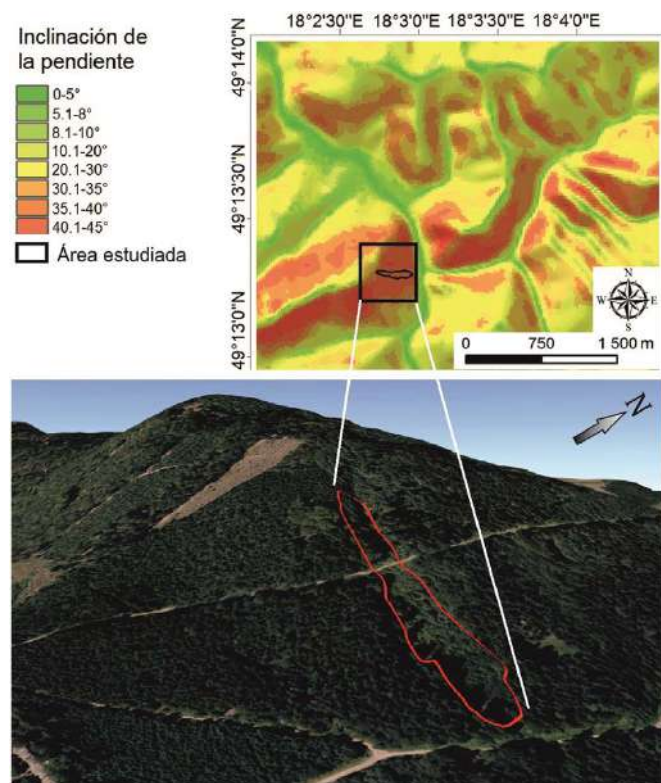 Inclinación de
la pendiente
0-5°
5.1-8°
8.1-10°
10.1-20°
20.1-30°
30.1-35°
35.1-40°
40.1-45°
Área estudiada
18°2'30"E 18°3'0"E 18°3'30"E 18°4'0"E
49°14'0"N
49°13'30"N
49°13'0"N
N
W E
S
0 750 1 500 m
N